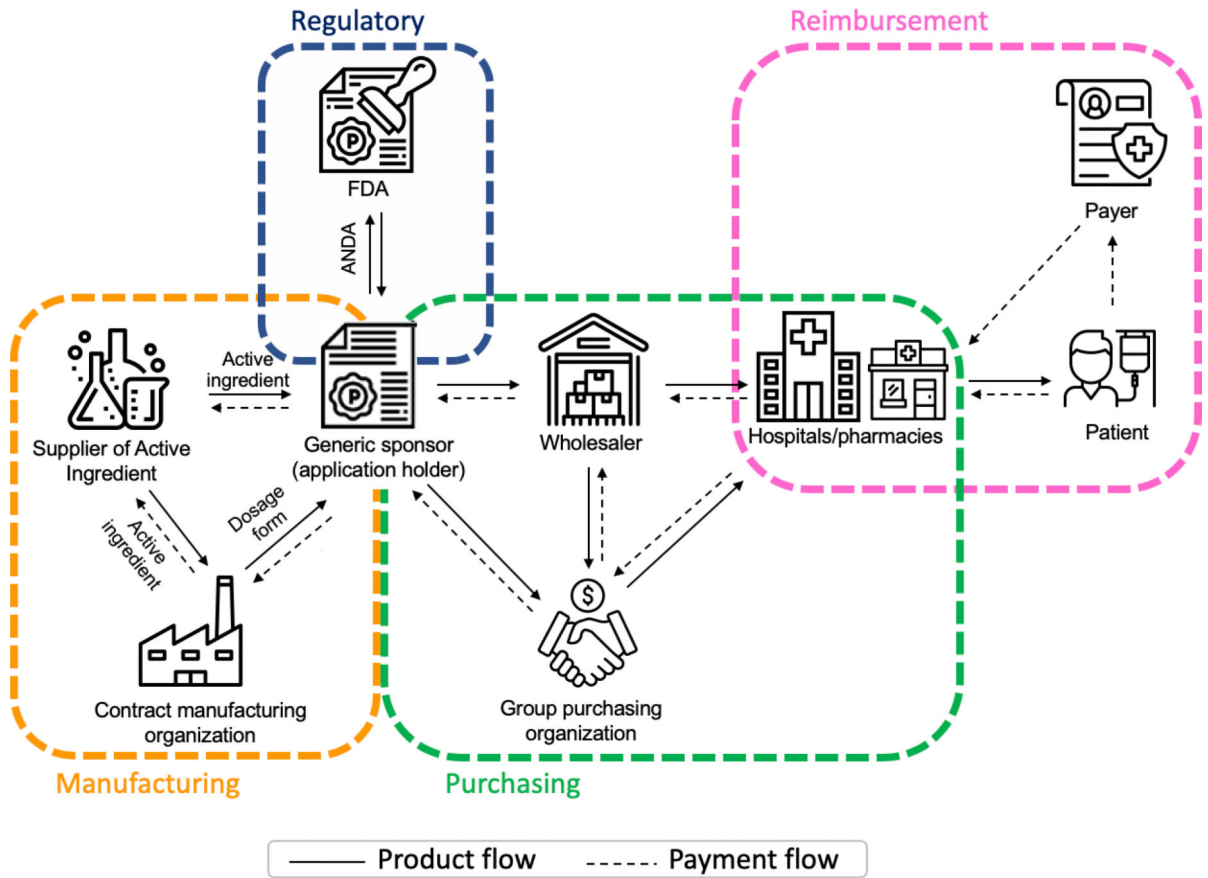 Regulatory
Reimbursement
P
FDA
ANDA
Payer
Active
ingredient
P
Supplier of Active
Ingredient
Generic sponsor
(application holder)
Wholesaler
Hospitals/pharmacies
Patient
Active
ingredient
Dosage
form
$
Contract manufacturing
organization
Group purchasing
organization
Manufacturing
Purchasing
Product flow
Payment flow